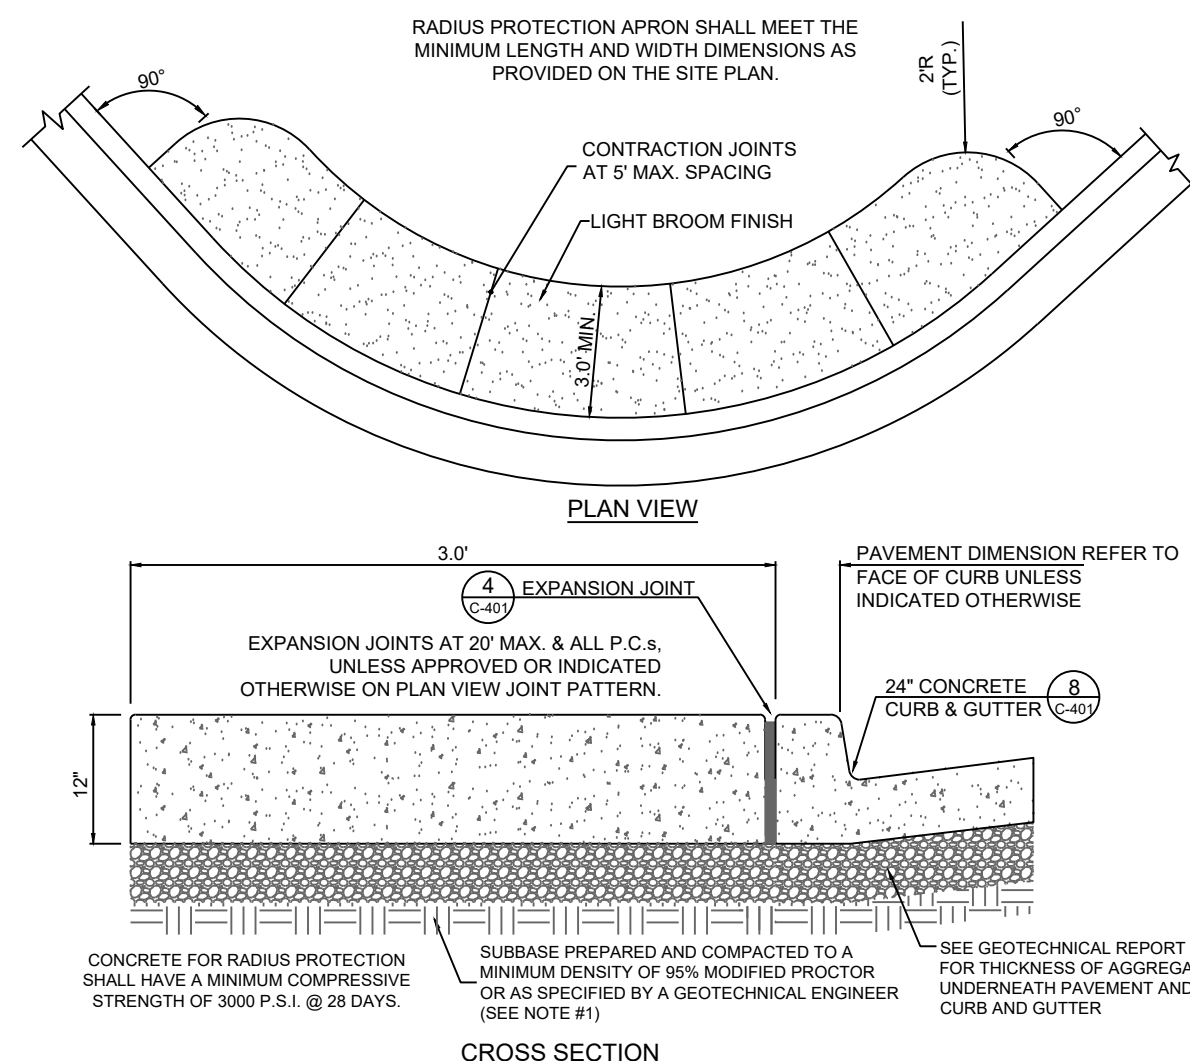 RADIUS PROTECTION APRON SHALL MEET THE
MINIMUM LENGTH AND WIDTH DIMENSIONS AS
PROVIDED ON THE SITE PLAN.
2'R
(TYP.)
90°
90°
CONTRACTION JOINTS
AT 5' MAX. SPACING
LIGHT BROOM FINISH
3.0' MIN.
PLAN VIEW
3.0'
PAVEMENT DIMENSION REFER TO
FACE OF CURB UNLESS
INDICATED OTHERWISE
4
C-401
EXPANSION JOINT
EXPANSION JOINTS AT 20' MAX. & ALL P.C.s,
UNLESS APPROVED OR INDICATED
OTHERWISE ON PLAN VIEW JOINT PATTERN.
24" CONCRETE
CURB & GUTTER
8
C-401
12"
CONCRETE FOR RADIUS PROTECTION
SHALL HAVE A MINIMUM COMPRESSIVE
STRENGTH OF 3000 P.S.I. @ 28 DAYS.
SUBBASE PREPARED AND COMPACTED TO A
MINIMUM DENSITY OF 95% MODIFIED PROCTOR
OR AS SPECIFIED BY A GEOTECHNICAL ENGINEER
(SEE NOTE #1)
SEE GEOTECHNICAL REPORT
FOR THICKNESS OF AGGREGA
UNDERNEATH PAVEMENT AND
CURB AND GUTTER
CROSS SECTION